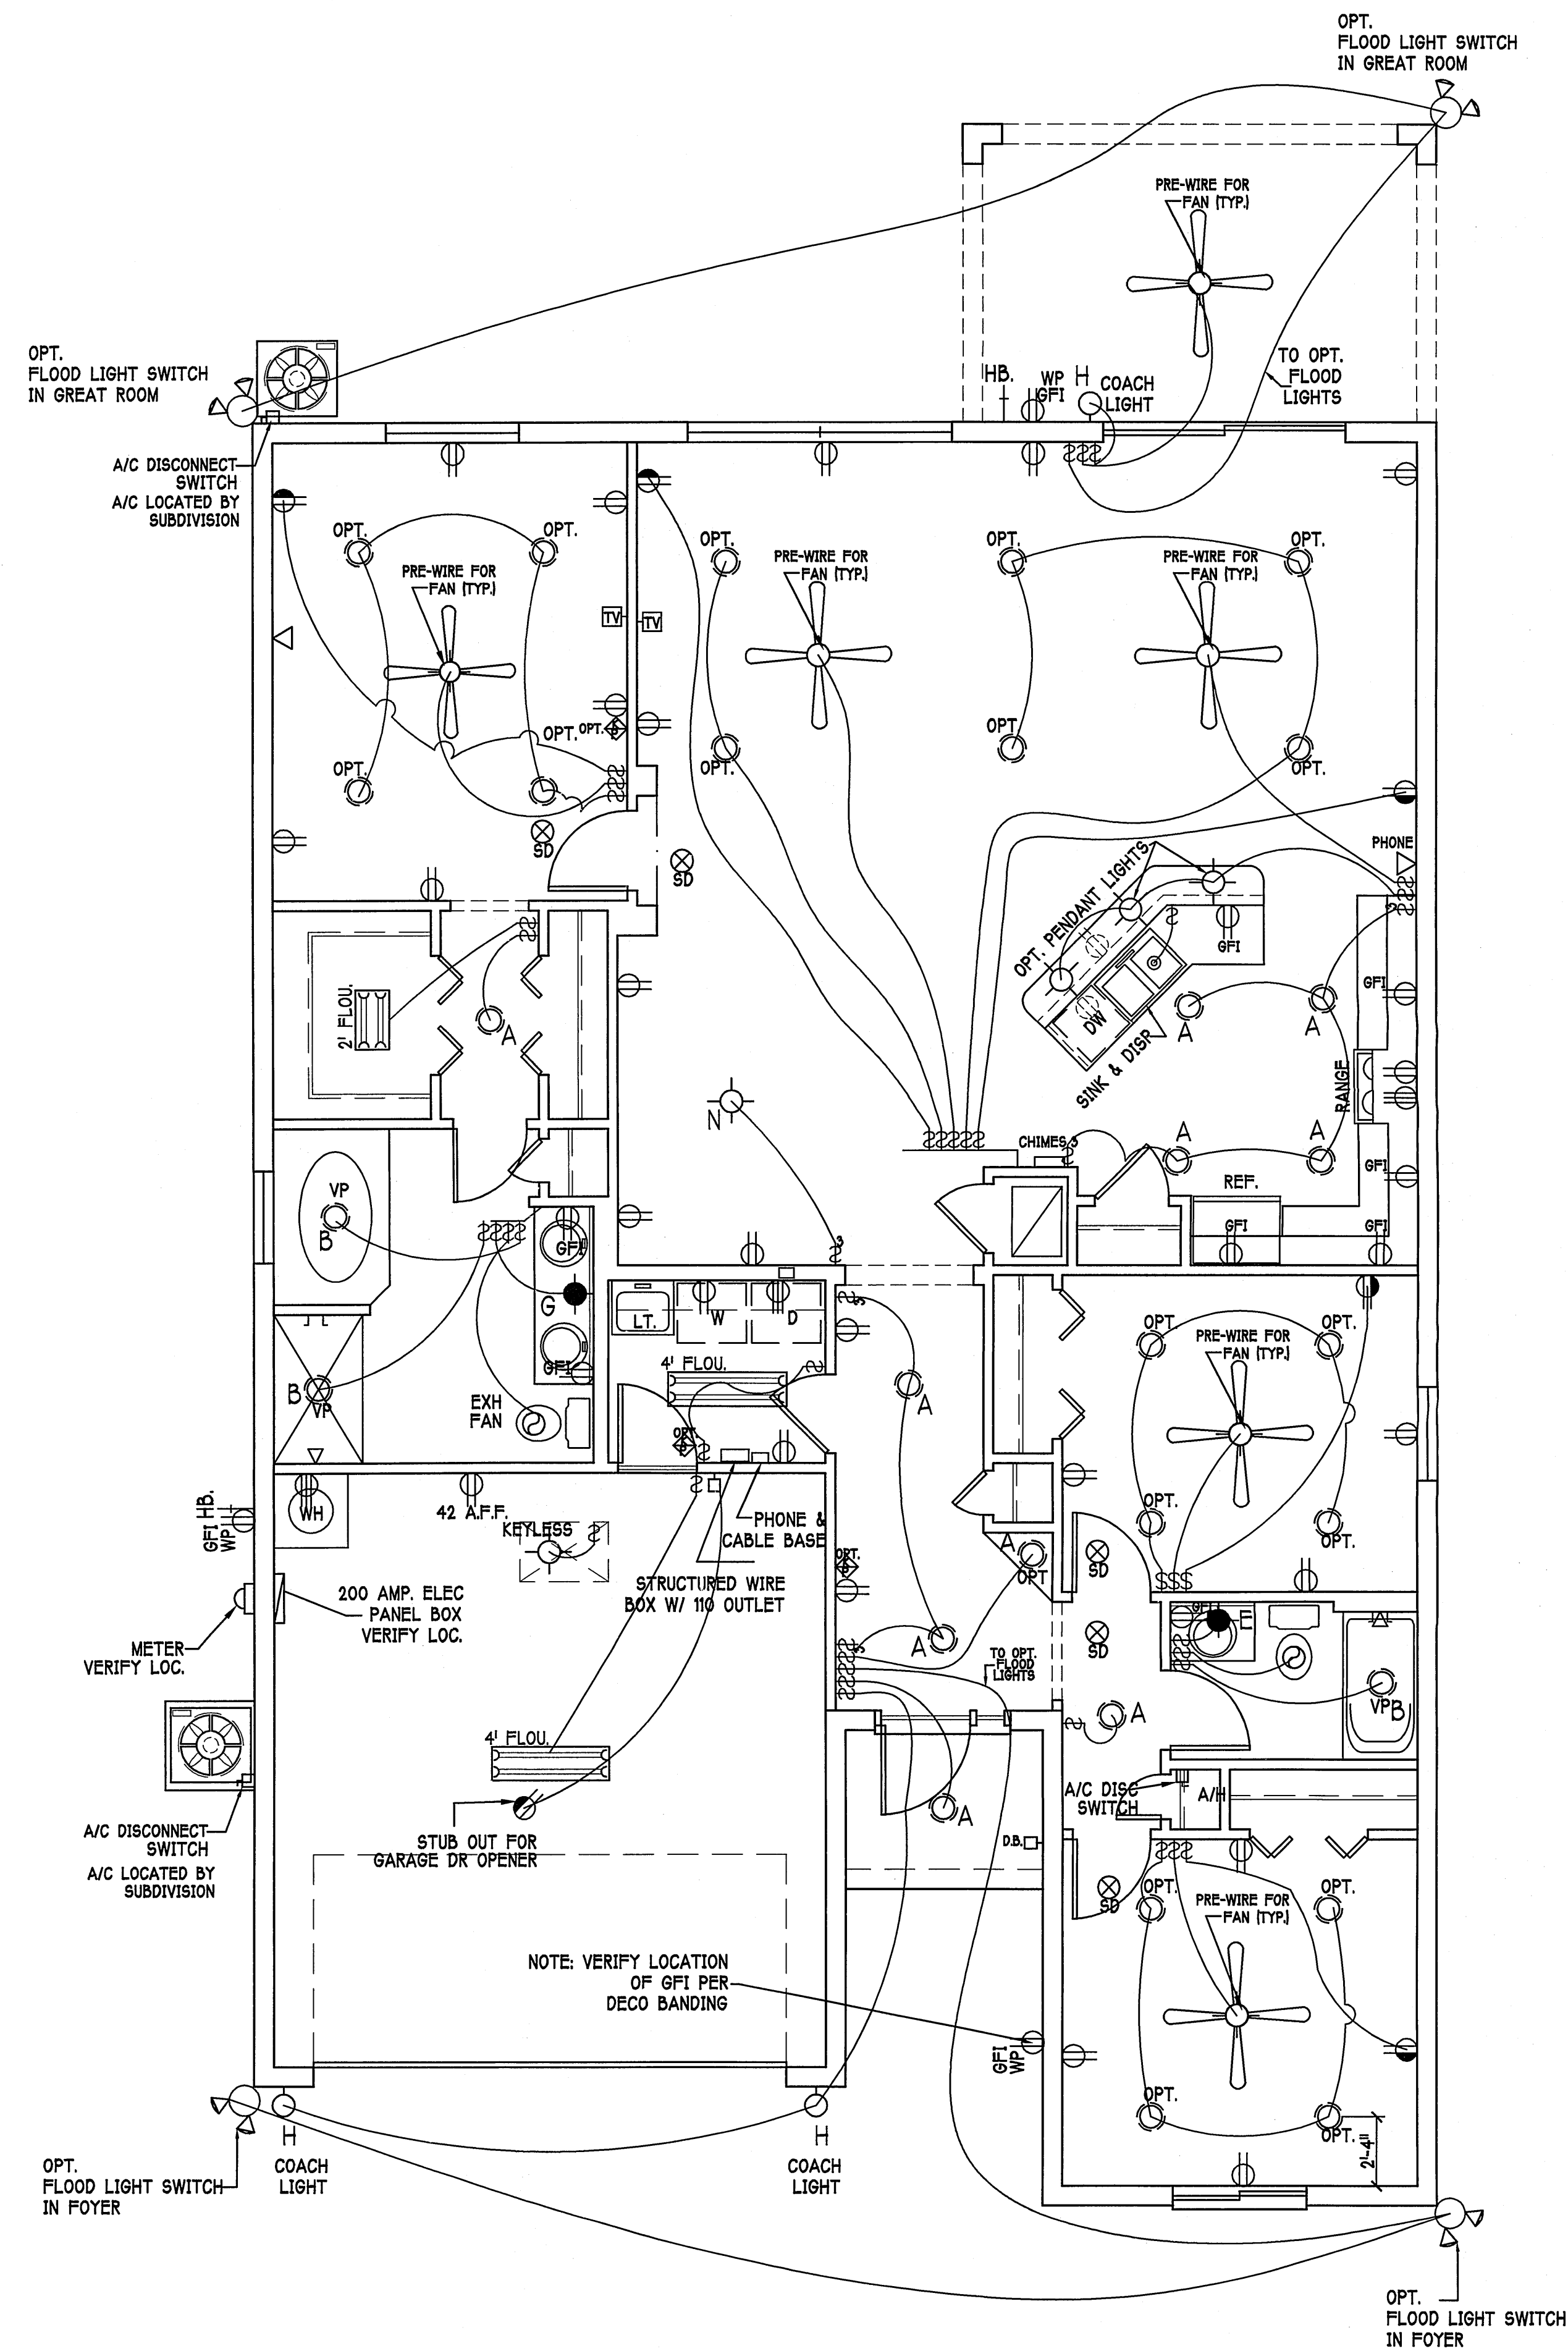 OPT.
FLOOD LIGHT SWITCH
IN GREAT ROOM
PRE-WIRE FOR
FAN (TYP.)
OPT.
FLOOD LIGHT SWITCH
IN GREAT ROOM
TO OPT.
FLOOD
LIGHTS
HB.
WP
GFI
H
COACH
LIGHT
A/C DISCONNECT
SWITCH
A/C LOCATED BY
SUBDIVISION
OPT.
OPT.
PRE-WIRE FOR
FAN (TYP.)
OPT.
PRE-WIRE FOR
FAN (TYP.)
OPT.
PRE-WIRE FOR
FAN (TYP.)
OPT.
TV
TV
OPT.
OPT.
OPT.
OPT.
OPT
OPT.
SD
SD
PHONE
OPT. PENDANT LIGHTS
GFI
GFI
2' FLOU.
A
DW
SINK & DISP
A
A
RANGE
N
CHIMES
3
3
A
A
GFI
REF.
GFI
GFI
VP
B
GFI
G
GFI
B
VP
EXH
FAN
LT.
W
D
4' FLOU.
OPT.
3
3
A
OPT.
OPT.
PRE-WIRE FOR
FAN (TYP.)
OPT.
OPT.
GFI HB.
WP
WH
42 A.F.F.
KEYLESS
PHONE &
CABLE BASE
STRUCTURED WIRE
BOX W/ 110 OUTLET
200 AMP. ELEC
PANEL BOX
VERIFY LOC.
METER
VERIFY LOC.
OPT.
A
OPT
SD
SD
GFI
E
VP
B
A
3
TO OPT.
FLOOD
LIGHTS
A
4' FLOU.
A
A/C DISC
SWITCH
A/H
STUB OUT FOR
GARAGE DR OPENER
A/C DISCONNECT
SWITCH
A/C LOCATED BY
SUBDIVISION
D.B.
SD
OPT.
PRE-WIRE FOR
FAN (TYP.)
OPT.
NOTE: VERIFY LOCATION
OF GFI PER
DECO BANDING
GFI
WP
OPT.
OPT.
2'-4"
H
COACH
LIGHT
H
COACH
LIGHT
OPT.
FLOOD LIGHT SWITCH
IN FOYER
OPT.
FLOOD LIGHT SWITCH
IN FOYER